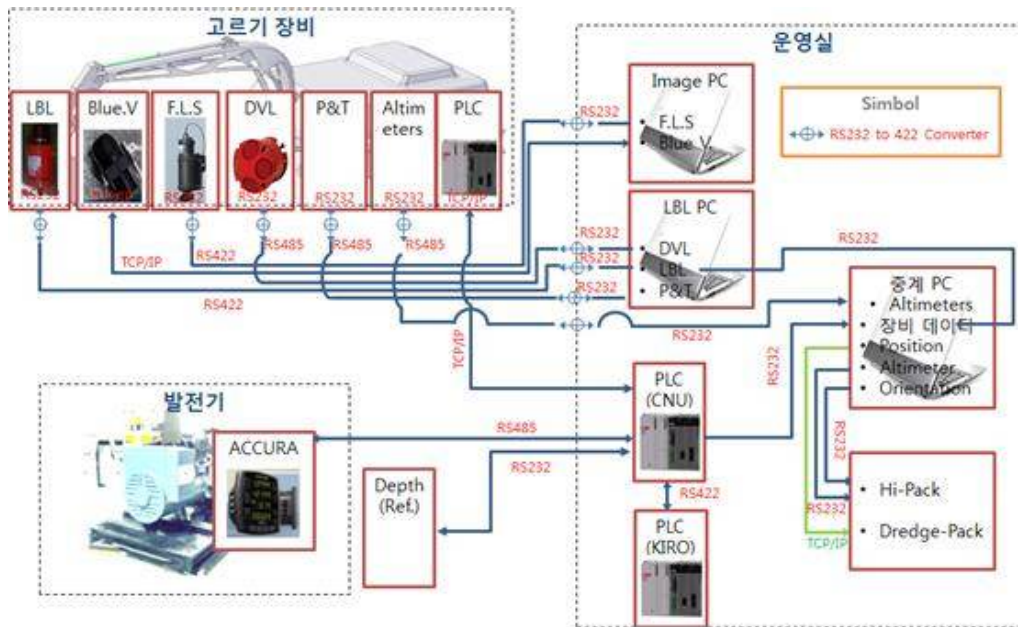 고르기 장비
LBL
Blue.V
F.L.S
DVL
P&T
Altim
eters
PLC
RS232
RS232
RS232
RS232
RS232
TCP/IP
RS485
RS485
RS485
TCP/IP
RS422
RS422
TCP/IP
운영실
Image PC
• F.L.S
• Blue.V
RS232
Simbol
RS232 to 422 Converter
LBL PC
• DVL
• LBL
• P&T
RS232
RS232
RS232
RS232
RS232
중계 PC
• Altimeters
• 장비 데이터
• Position
• Altimeter
• Orientation
RS232
PLC
(CNU)
RS422
PLC
(KIRO)
RS232
RS232
TCP/IP
• Hi-Pack
• Dredge-Pack
발전기
ACCURA
RS485
RS232
Depth
(Ref.)